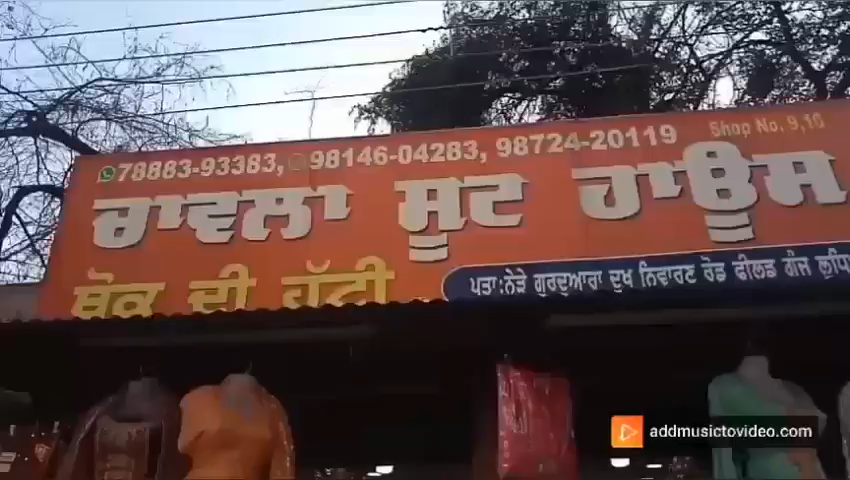 78883-93383, 98146-04283, 98724-20119 Shop No. 9,10
ਚਾਵਲਾ ਸੂਟ ਹਾਊਸ
ਥੋਕ ਦੀ ਹੱਟੀ
ਪਤਾ:ਨੇੜੇ ਗੁਰਦੁਆਰਾ ਦੁਖ ਨਿਵਾਰਣ ਰੋਡ ਫ਼ੀਲਡ ਗੰਜ
addmusictovideo.com